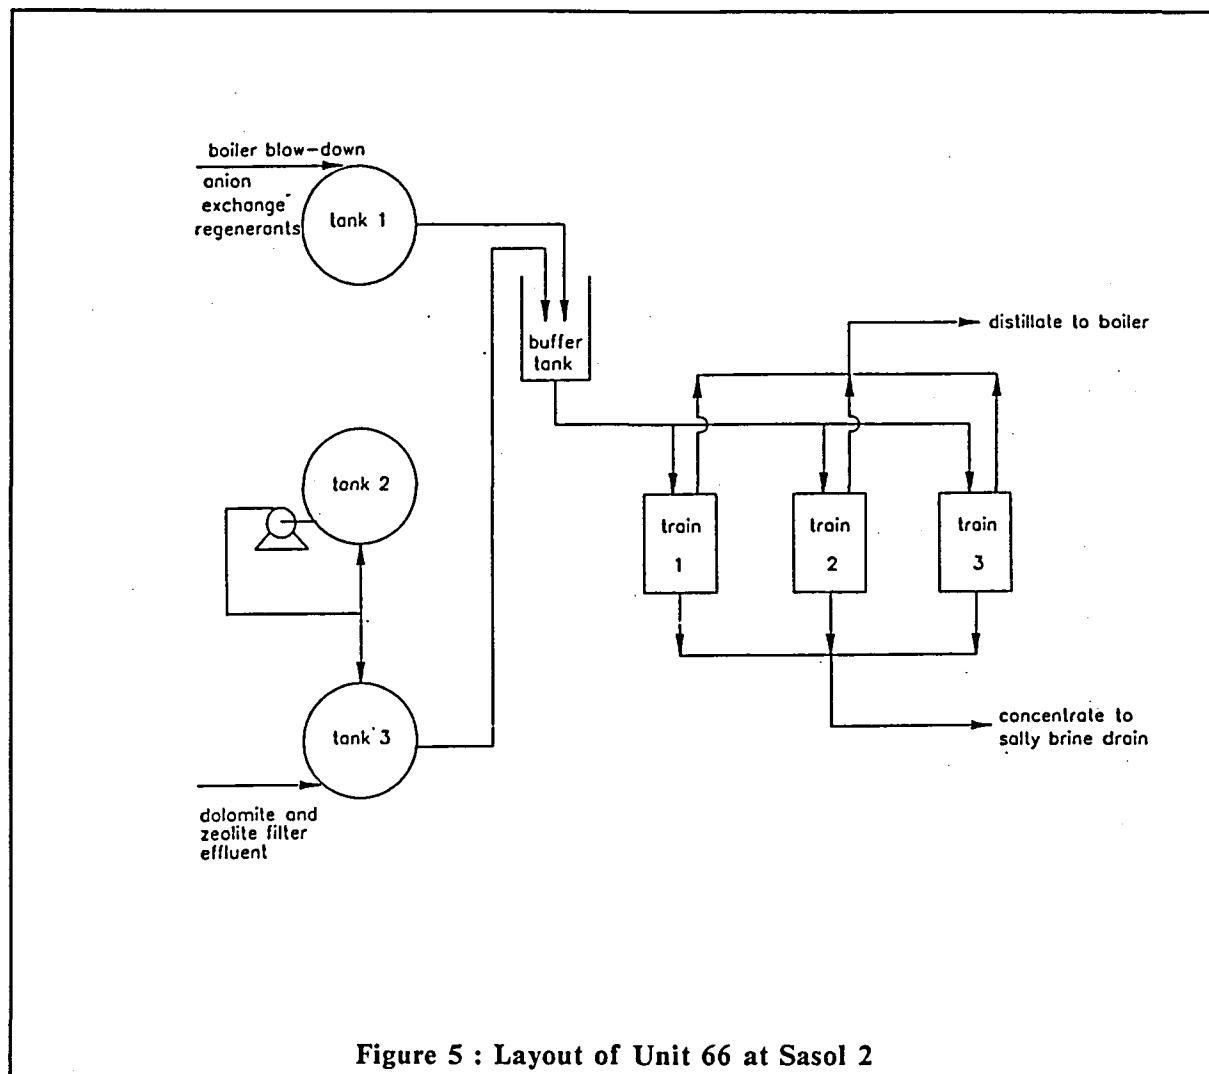 boiler blow-down
anion
exchange
regenerants
tank 1
buffer
tank
distillate to boiler
tank 2
train
1
train
2
train
3
tank 3
concentrate to
sally brine drain
dolomite and
zeolite filter
effluent
Figure 5 : Layout of Unit 66 at Sasol 2